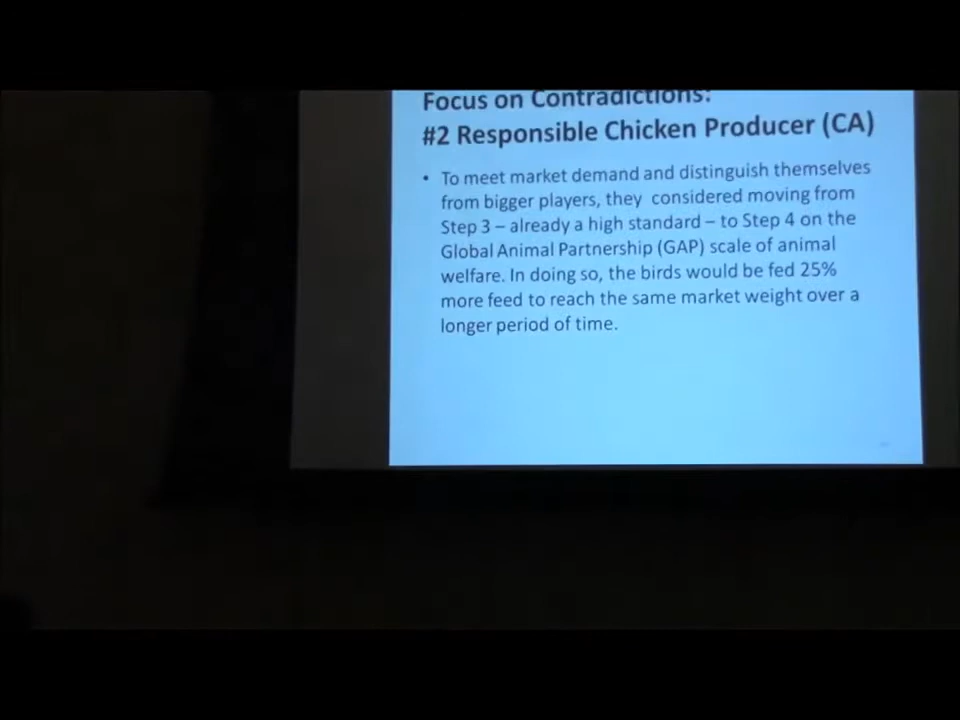 Focus on Contradictions:
#2 Responsible Chicken Producer (CA)
• To meet market demand and distinguish themselves
from bigger players, they considered moving from
Step 3 – already a high standard – to Step 4 on the
Global Animal Partnership (GAP) scale of animal
welfare. In doing so, the birds would be fed 25%
more feed to reach the same market weight over a
longer period of time.